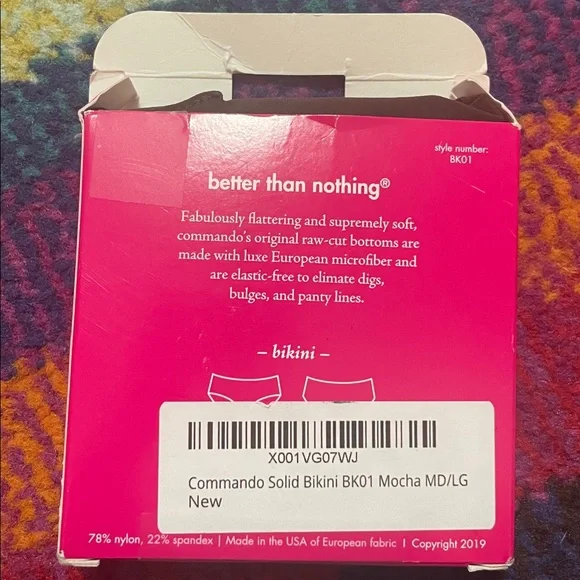 style number:
BK01
better than nothing®
Fabulously flattering and supremely soft,
commando's original raw-cut bottoms are
made with luxe European microfiber and
are elastic-free to elimate digs,
bulges, and panty lines.
– bikini –
X001VG07WJ
Commando Solid Bikini BK01 Mocha MD/LG
New
78% nylon, 22% spandex | Made in the USA of European fabric | Copyright 2019